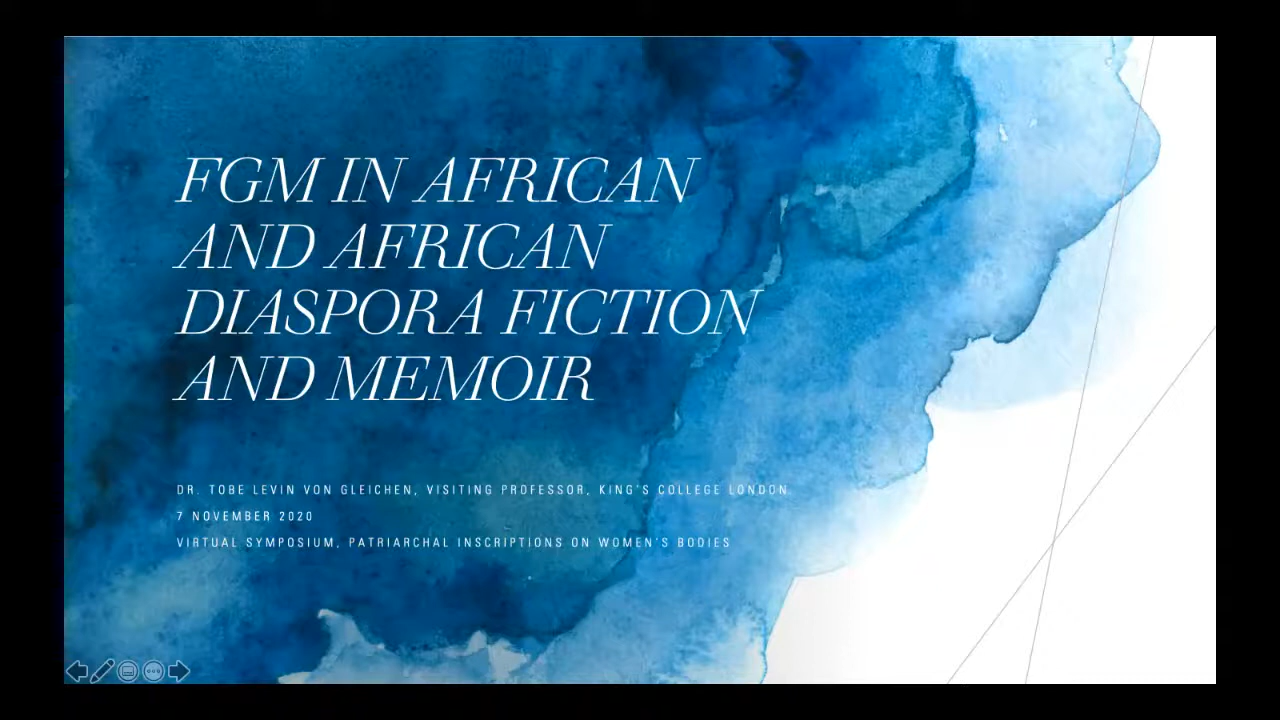 FGM IN AFRICAN
AND AFRICAN
DIASPORA FICTION
AND MEMOIR
DR. TOBE LEVIN VON GLEICHEN, VISITING PROFESSOR, KING'S COLLEGE LONDON
7 NOVEMBER 2020
VIRTUAL SYMPOSIUM, PATRIARCHAL INSCRIPTIONS ON WOMEN'S BODIES